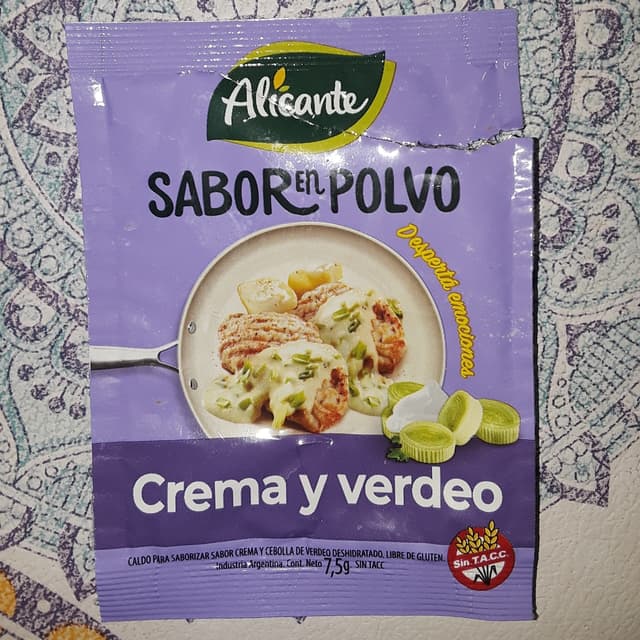 Alicante
SABOR en POLVO
Despertá emociones
Crema y verdeo
CALDO PARA SABORIZAR SABOR CREMA Y CEBOLLA DE VERDEO DESHIDRATADO, LIBRE DE GLUTEN.
Industria Argentina. Cont. Neto 7,5g. SIN TACC
Sin T.A.C.C.